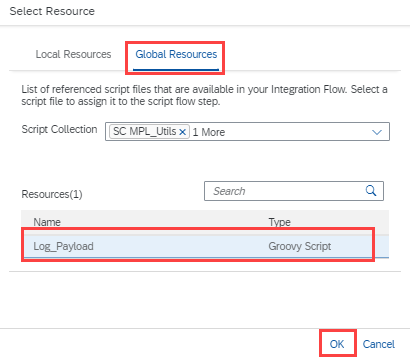 Select Resource
Local Resources Global Resources
List of referenced script files that are available in your Integration Flow. Select a
script file to assign it to the script flow step.
Script Collection SC MPL_Utils × 1 More
Resources(1) Search
Name Type
Log_Payload Groovy Script
OK Cancel